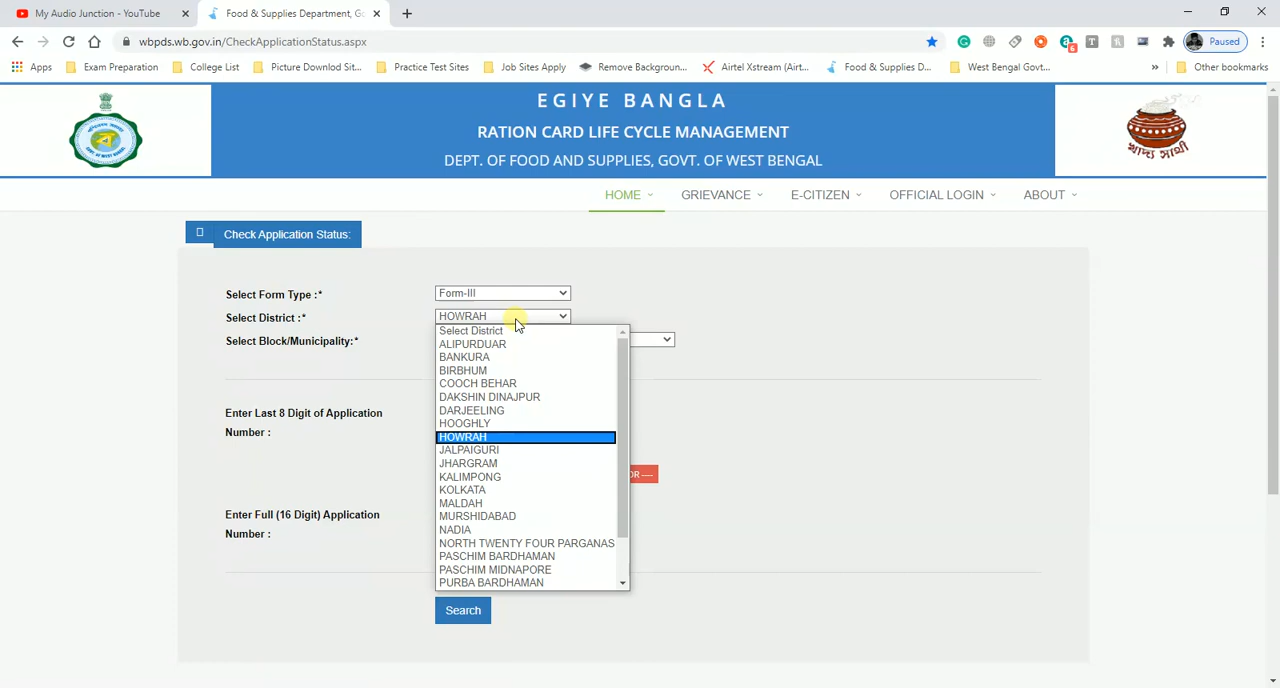 My Audio Junction - YouTube
Food & Supplies Department, Go
wbpds.wb.gov.in/CheckApplicationStatus.aspx
6
T
Paused
Apps
Exam Preparation
College List
Picture Downlod Sit...
Practice Test Sites
Job Sites Apply
Remove Backgroun...
Airtel Xstream (Airt...
Food & Supplies D...
West Bengal Govt...
»
Other bookmarks
EGIYE BANGLA
RATION CARD LIFE CYCLE MANAGEMENT
DEPT. OF FOOD AND SUPPLIES, GOVT. OF WEST BENGAL
খাদ্য সাথী
HOME
GRIEVANCE
E-CITIZEN
OFFICIAL LOGIN
ABOUT
Check Application Status:
Select Form Type :*
Form-III
Select District :*
HOWRAH
Select Block/Municipality:*
Select District
ALIPURDUAR
BANKURA
BIRBHUM
COOCH BEHAR
DAKSHIN DINAJPUR
DARJEELING
HOOGHLY
HOWRAH
JALPAIGURI
JHARGRAM
KALIMPONG
KOLKATA
MALDAH
MURSHIDABAD
NADIA
NORTH TWENTY FOUR PARGANAS
PASCHIM BARDHAMAN
PASCHIM MIDNAPORE
PURBA BARDHAMAN
Enter Last 8 Digit of Application
Number :
OR ----
Enter Full (16 Digit) Application
Number :
Search